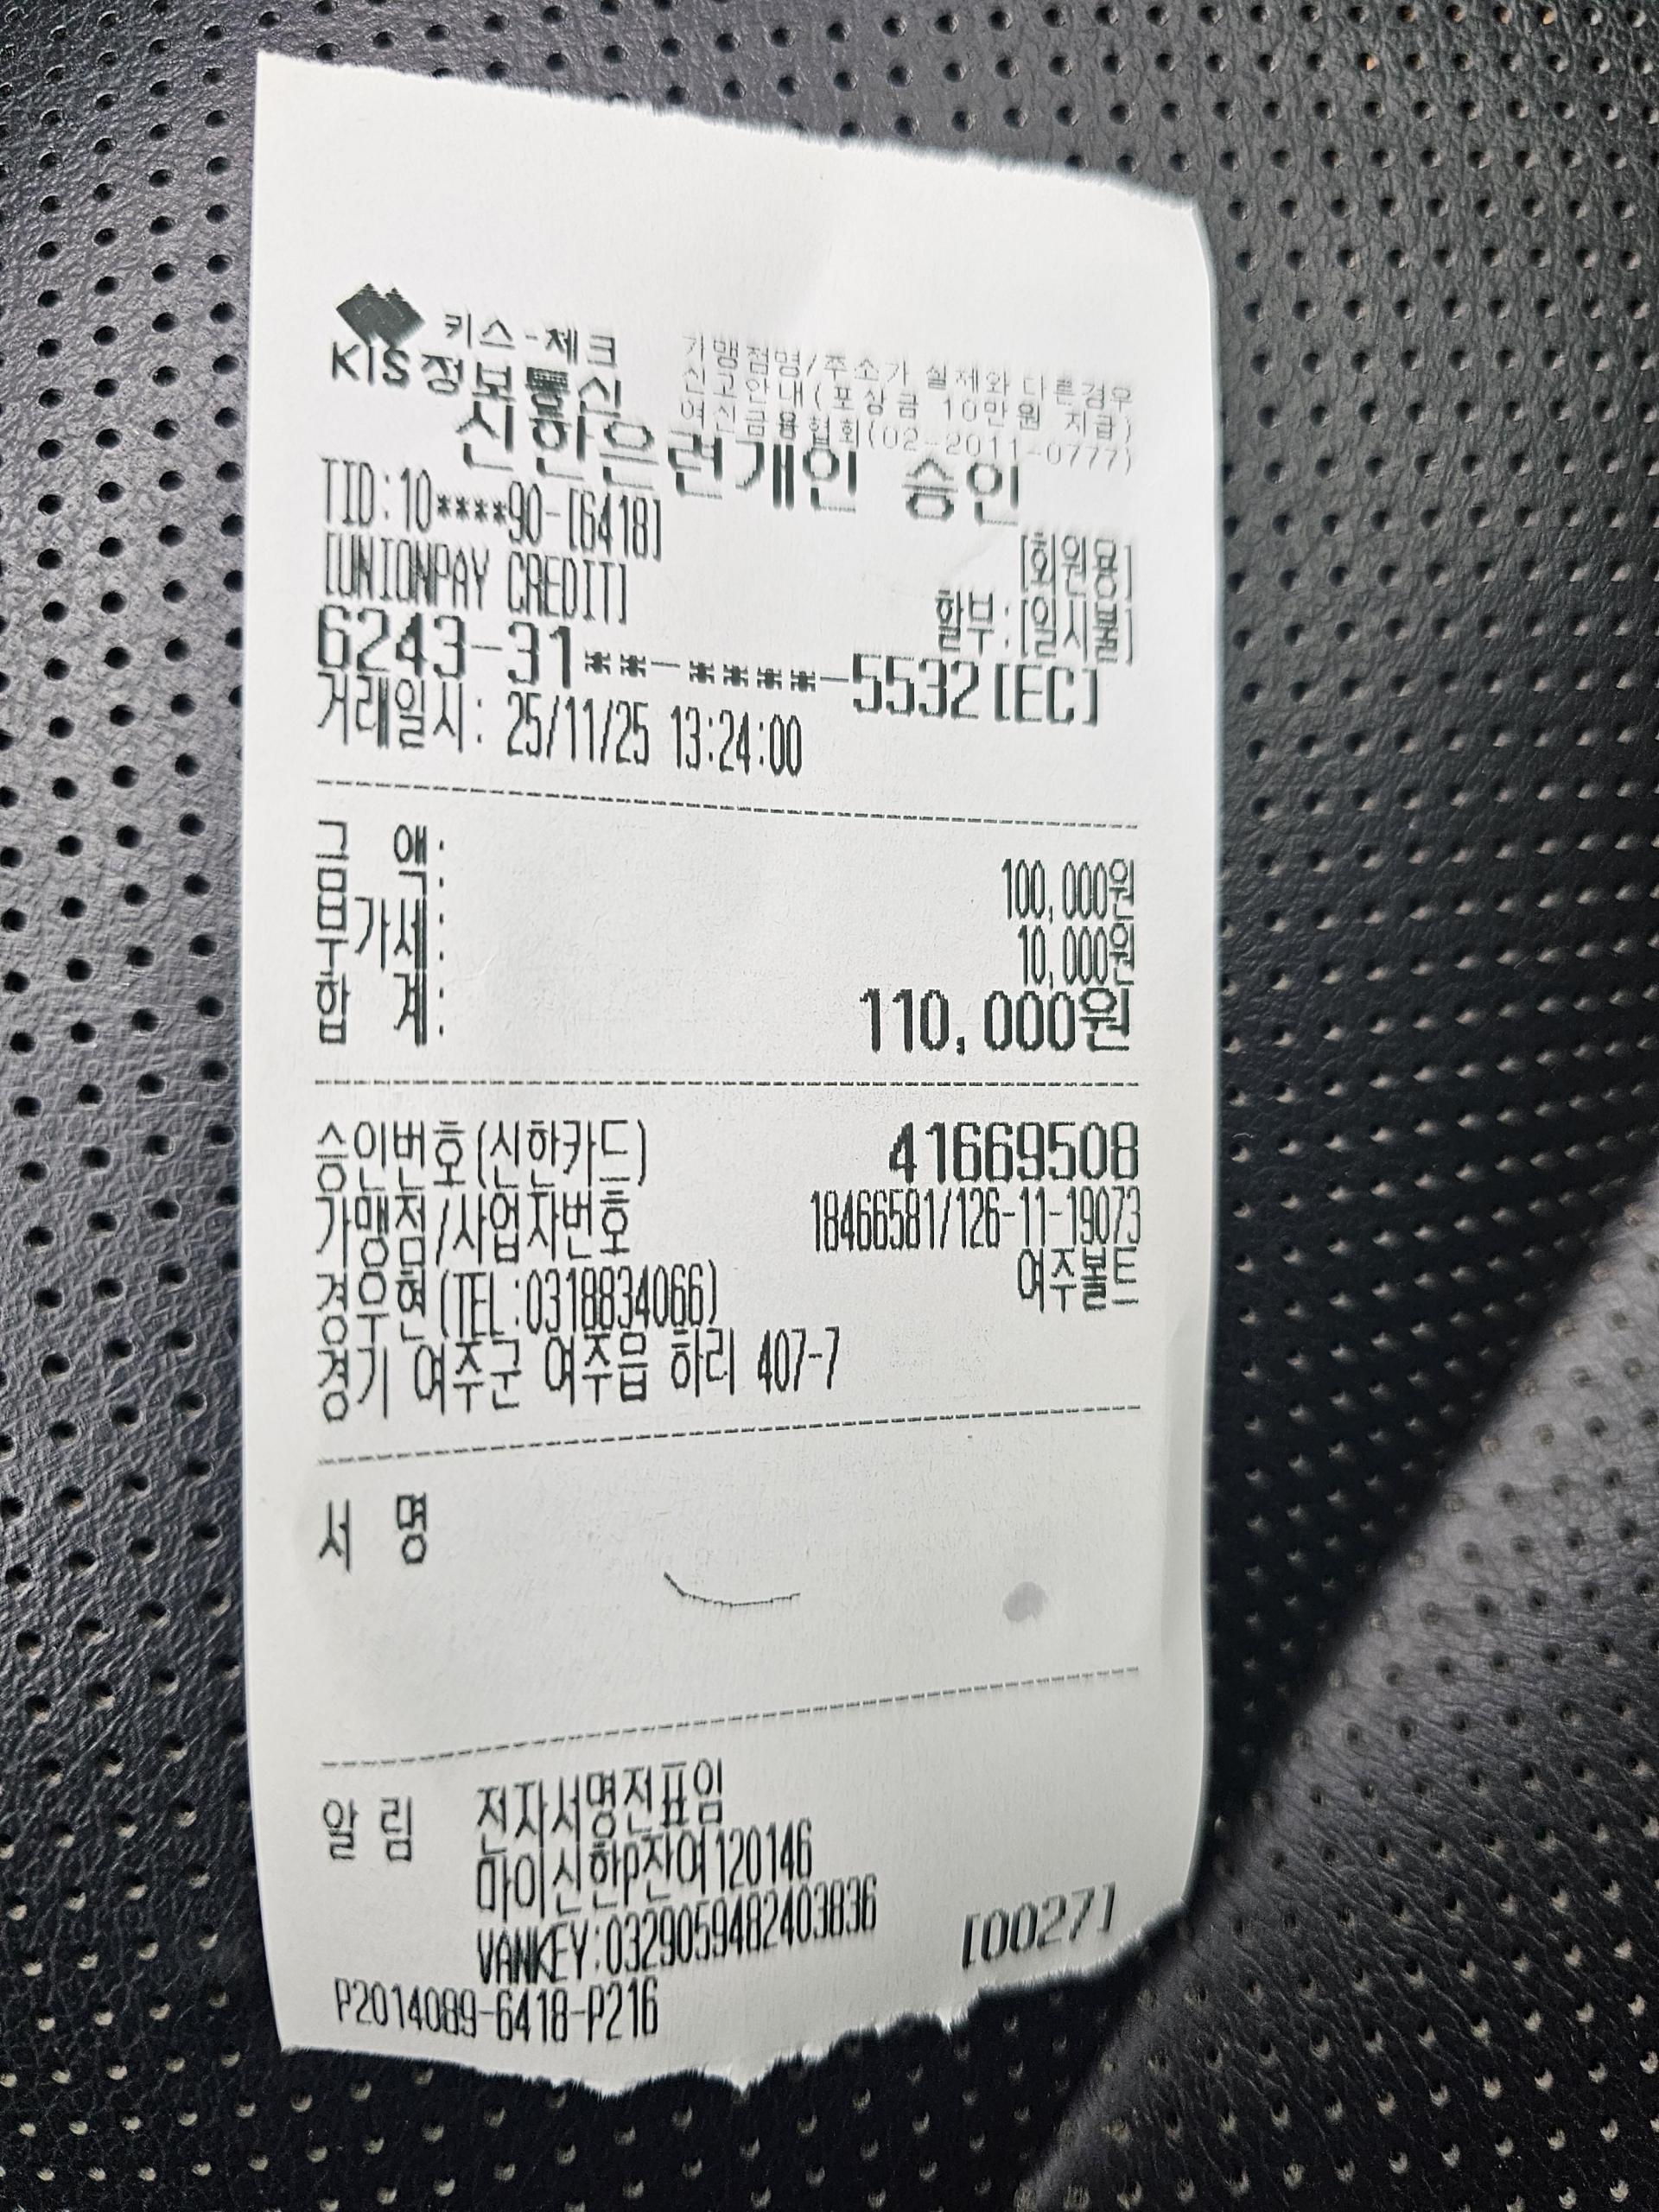 키스-체크
KIS정보통신
가맹점명/주소가 실제와 다른경우
신고안내(포상금 10만원 지급)
여신금융협회(02-2011-0777)
신한은련개인 승인
TID:10****90-[6418]
[회원용]
[UNIONPAY CREDIT]
할부:[일시불]
6243-31**-****-5532[EC]
거래일시: 25/11/25 13:24:00
금 액: 100,000원
부가세: 10,000원
합 계: 110,000원
승인번호(신한카드) 41669508
가맹점/사업자번호 18466581/126-11-19073
여주볼트
경우현(TEL:0318834066)
경기 여주군 여주읍 하리 407-7
서 명
알 림 전자서명전표임
마이신한P잔여120146
VANKEY:0329059482403836
[0027]
P2014089-6418-P216